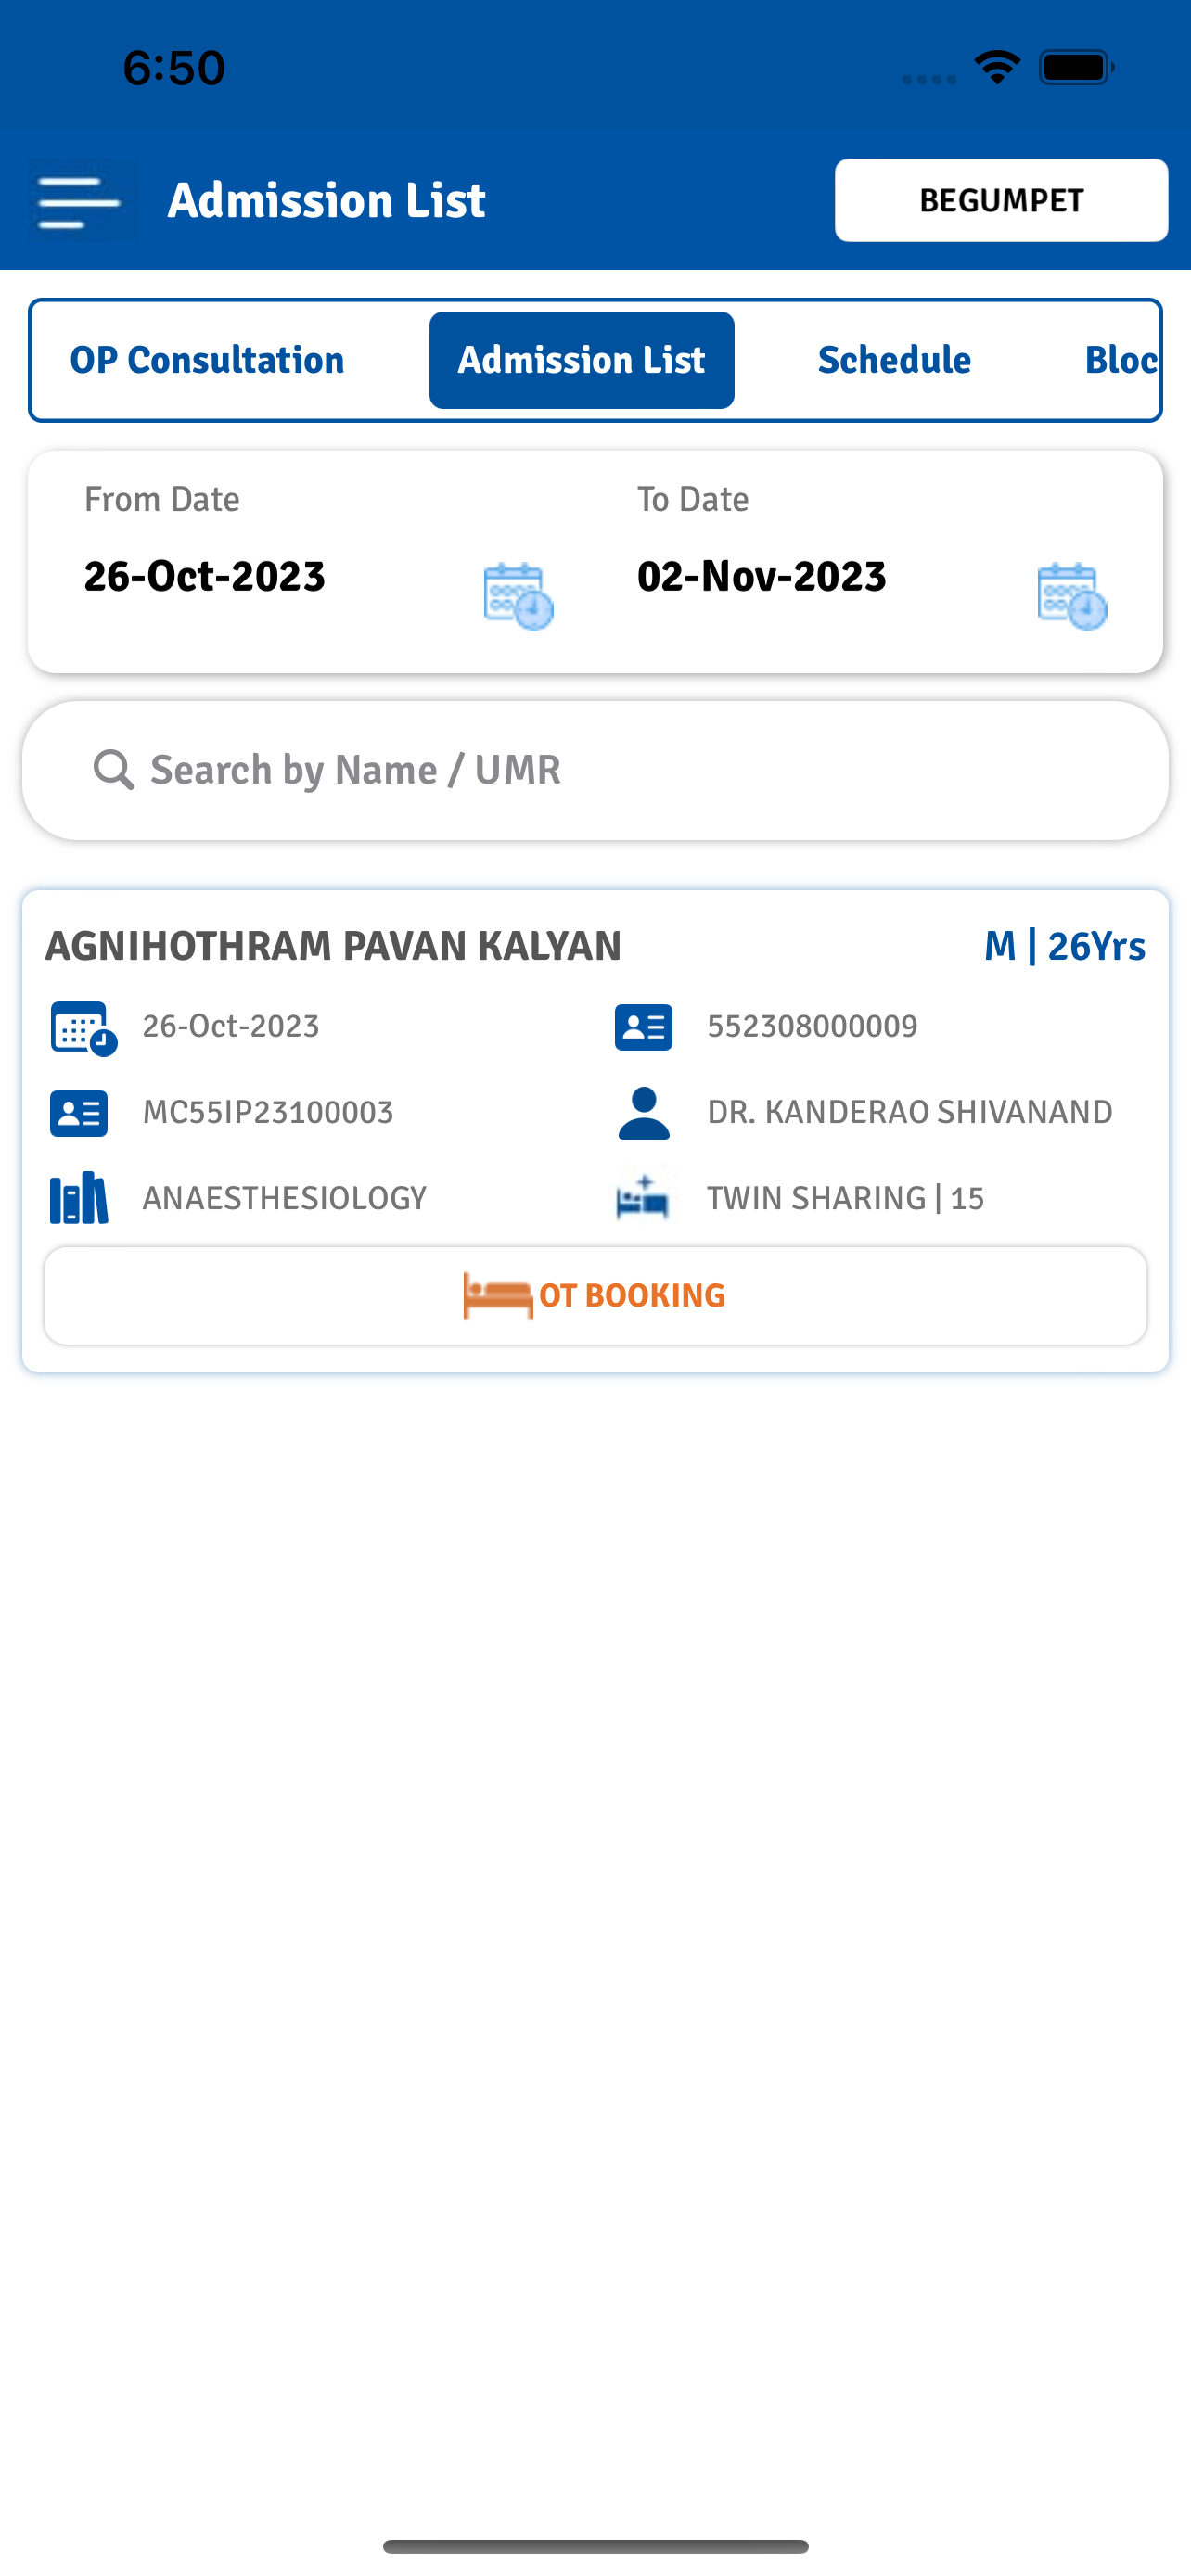 6:50
Admission List
BEGUMPET
OP Consultation Admission List Schedule Bloc
From Date To Date
26-Oct-2023 02-Nov-2023
Search by Name / UMR
AGNIHOTHRAM PAVAN KALYAN M | 26Yrs
26-Oct-2023 552308000009
MC55IP23100003 DR. KANDERAO SHIVANAND
ANAESTHESIOLOGY TWIN SHARING | 15
OT BOOKING